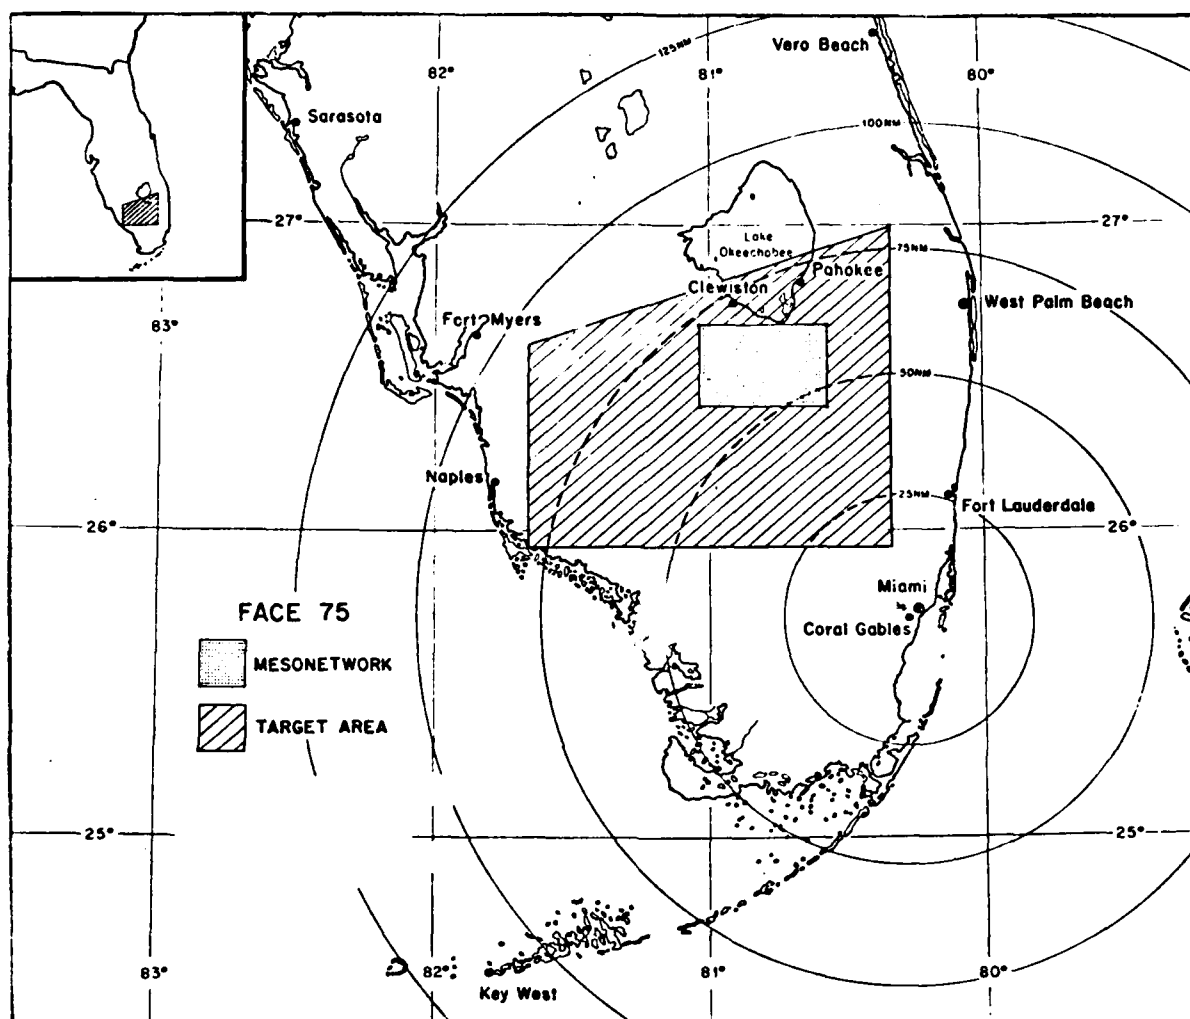 125NM
Vero Beach
82°
81°
80°
Sarasota
100NM
27°
27°
Lake
Okeechobee
75NM
Pahokee
Clewiston
West Palm Beach
83°
Fort Myers
50NM
Naples
25NM
Fort Lauderdale
26°
26°
Miami
FACE 75
Coral Gables
MESONETWORK
TARGET AREA
25°
25°
83°
82°
81°
80°
Key West